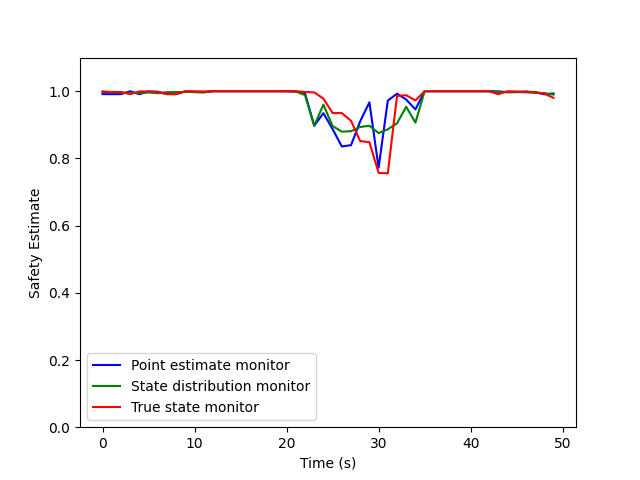 1.0
0.8
0.6
0.4
0.2
0.0
Safety Estimate
Point estimate monitor
State distribution monitor
True state monitor
0 10 20 30 40 50
Time (s)